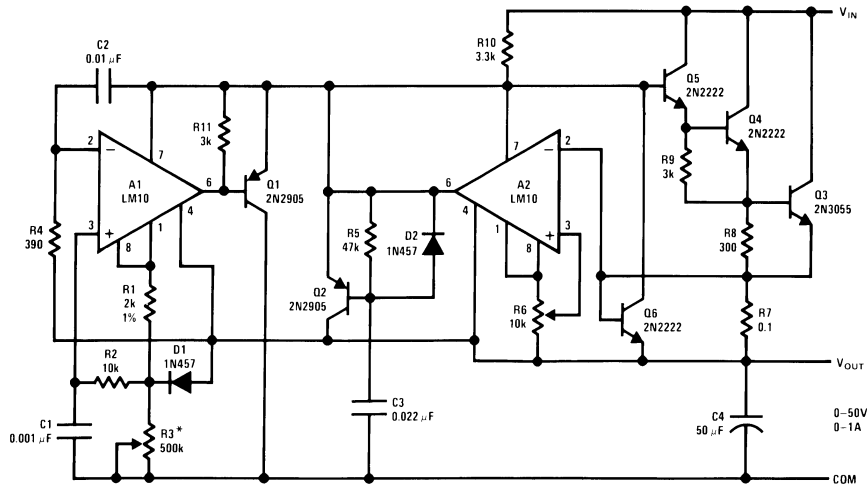 V_IN
C2
0.01 μF
R10
3.3k
Q5
2N2222
Q4
2N2222
R11
3k
2
−
7
A1
LM10
6
4
3
+
8
1
Q1
2N2905
R4
390
6
4
7
−
2
A2
LM10
1
8
+
3
R9
3k
Q3
2N3055
R5
47k
D2
1N457
R8
300
R1
2k
1%
Q2
2N2905
R6
10k
Q6
2N2222
R7
0.1
R2
10k
D1
1N457
V_OUT
C1
0.001 μF
R3*
500k
C3
0.022 μF
C4
50 μF
0–50V
0–1A
COM